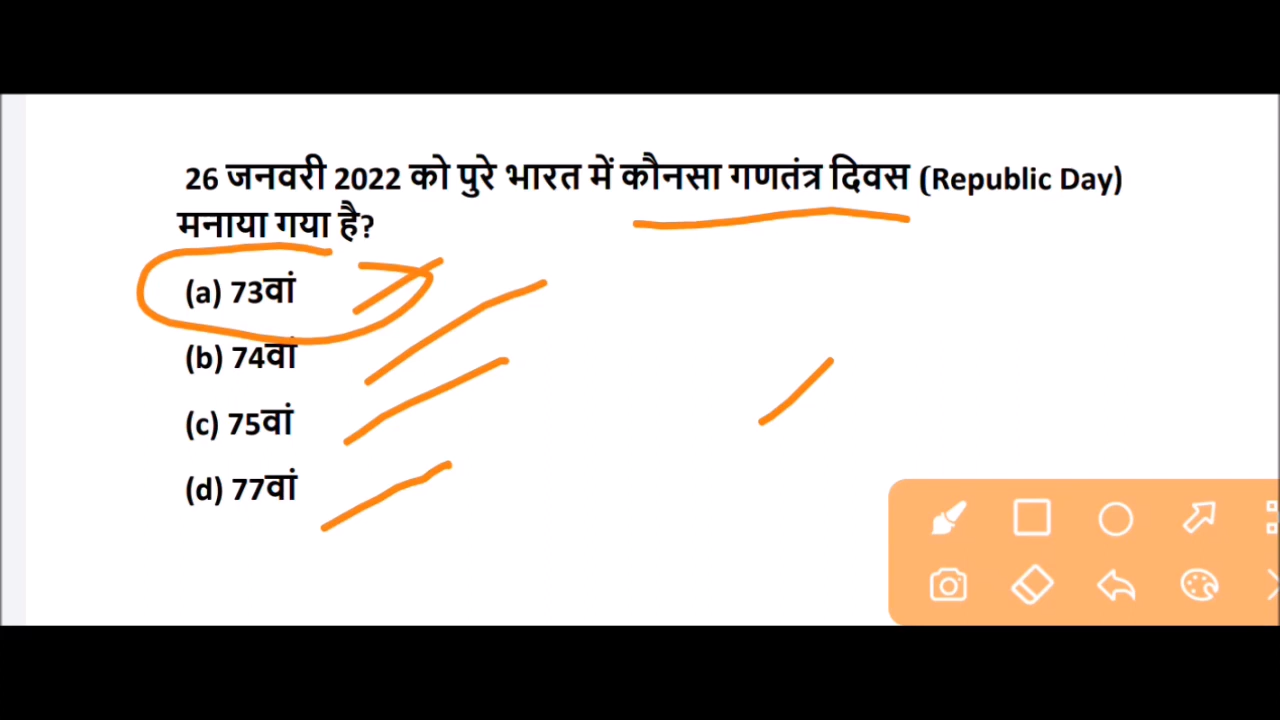 26 जनवरी 2022 को पुरे भारत में कौनसा गणतंत्र दिवस (Republic Day)
मनाया गया है?
(a) 73वां
(b) 74वां
(c) 75वां
(d) 77वां